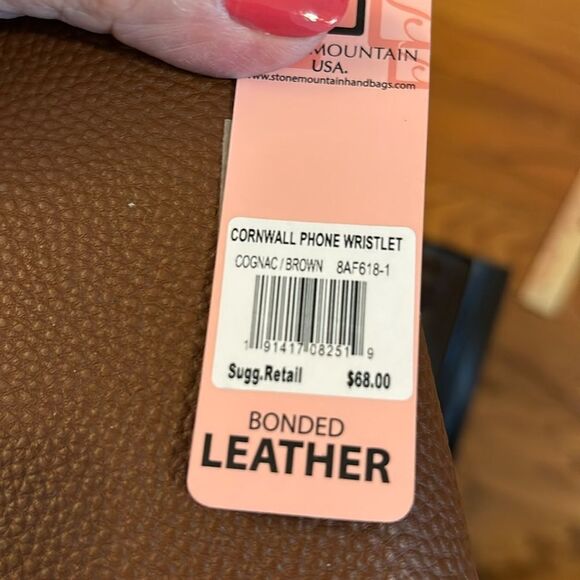 MOUNTAIN
USA.
www.stonemountainhandbags.com
CORNWALL PHONE WRISTLET
COGNAC/BROWN 8AF618-1
1 91417 08251 9
Sugg.Retail $68.00
BONDED
LEATHER